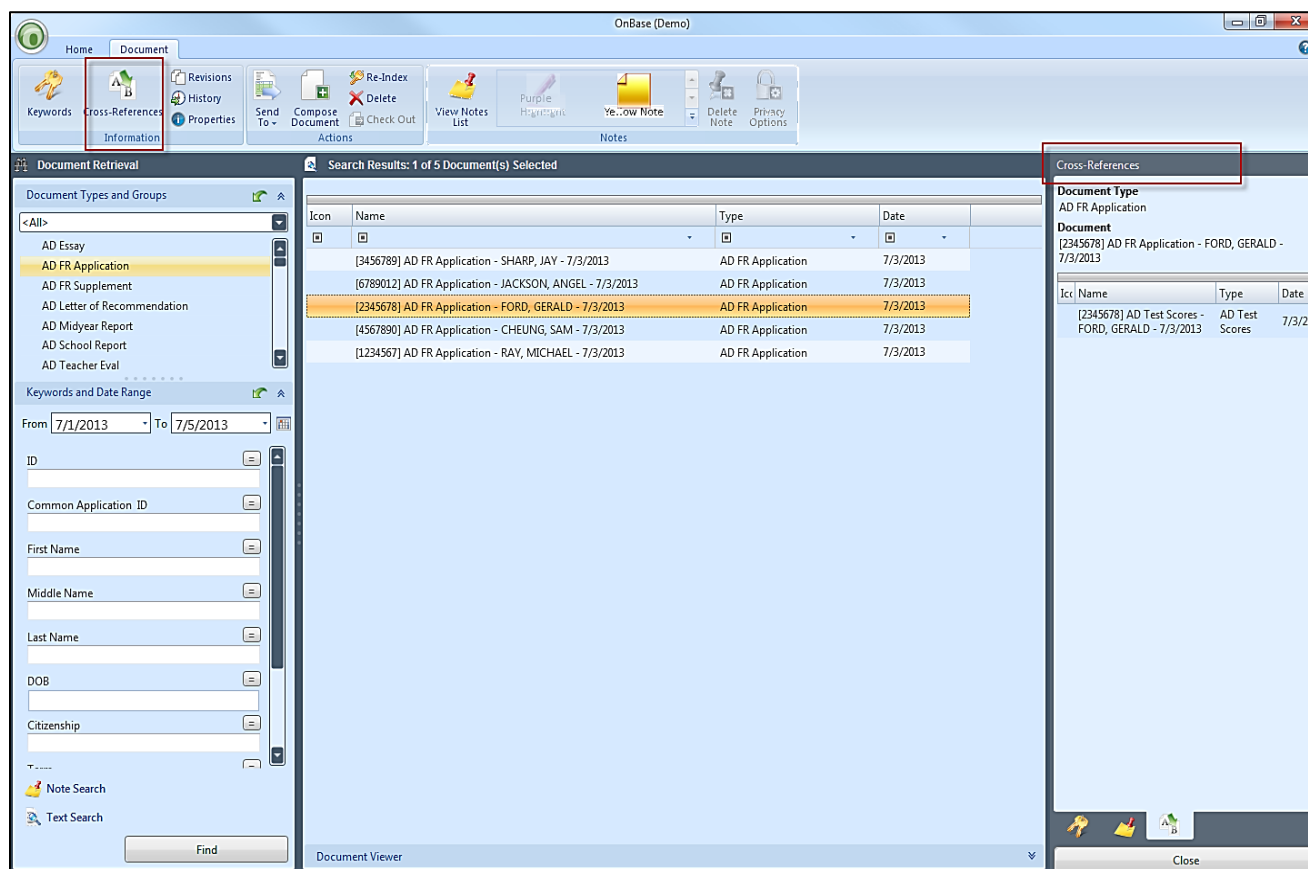 OnBase (Demo)
Home Document
Keywords
Cross-References
Revisions
History
Properties
Information
Send To
Compose Document
Re-Index
Delete
Check Out
Actions
View Notes List
Purple
Yellow Note
Delete Note
Privacy Options
Notes
Document Retrieval
Document Types and Groups
<All>
AD Essay
AD FR Application
AD FR Supplement
AD Letter of Recommendation
AD Midyear Report
AD School Report
AD Teacher Eval
Keywords and Date Range
From 7/1/2013 To 7/5/2013
ID =
Common Application ID =
First Name =
Middle Name =
Last Name =
DOB =
Citizenship =
=
Note Search
Text Search
Find
Search Results: 1 of 5 Document(s) Selected
Icon Name Type Date
[3456789] AD FR Application - SHARP, JAY - 7/3/2013 AD FR Application 7/3/2013
[6789012] AD FR Application - JACKSON, ANGEL - 7/3/2013 AD FR Application 7/3/2013
[2345678] AD FR Application - FORD, GERALD - 7/3/2013 AD FR Application 7/3/2013
[4567890] AD FR Application - CHEUNG, SAM - 7/3/2013 AD FR Application 7/3/2013
[1234567] AD FR Application - RAY, MICHAEL - 7/3/2013 AD FR Application 7/3/2013
Document Viewer
Cross-References
Document Type
AD FR Application
Document
[2345678] AD FR Application - FORD, GERALD -
7/3/2013
Name Type Date
[2345678] AD Test Scores - AD Test
FORD, GERALD - 7/3/2013 Scores 7/3/2
Close